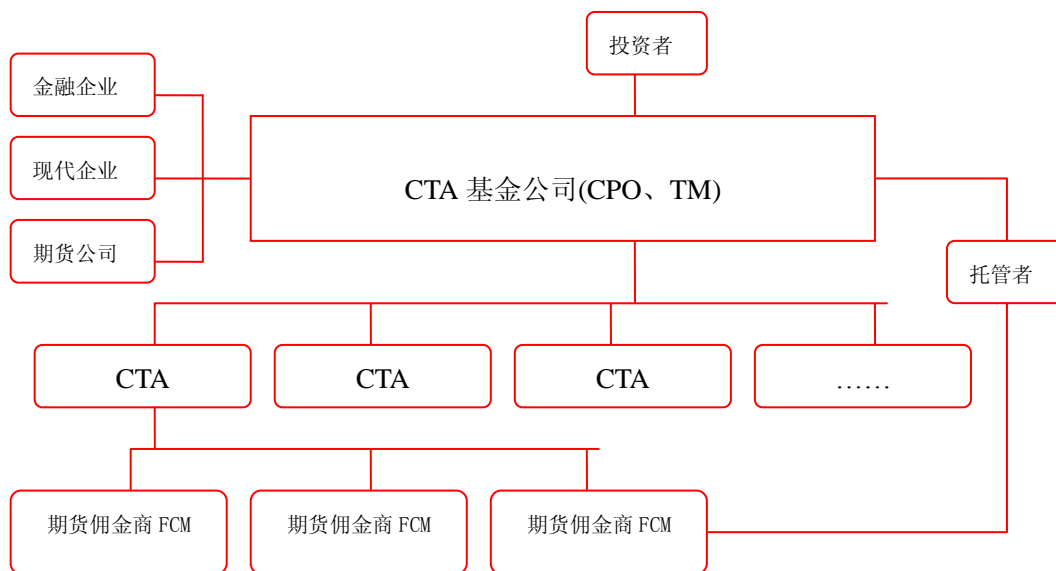 投资者
金融企业
现代企业
CTA 基金公司(CPO、TM)
期货公司
托管者
CTA
CTA
CTA
……
期货佣金商 FCM
期货佣金商 FCM
期货佣金商 FCM